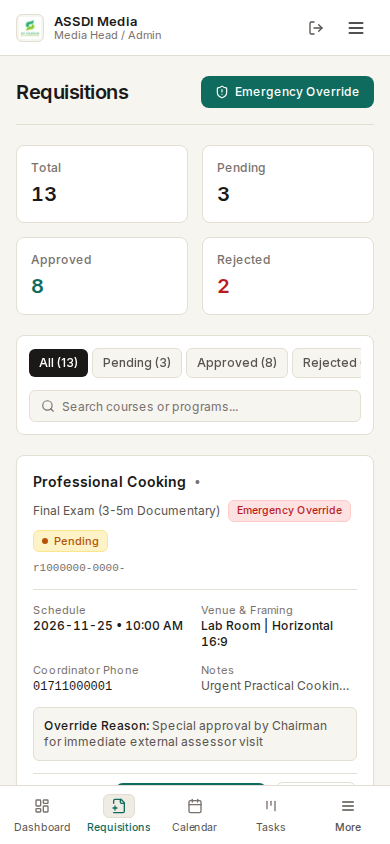 ASSDI Media
Media Head / Admin
Requisitions
Emergency Override
Total
13
Pending
3
Approved
8
Rejected
2
All (13)
Pending (3)
Approved (8)
Rejected
Search courses or programs...
Professional Cooking •
Final Exam (3-5m Documentary)
Emergency Override
Pending
r1000000-0000-
Schedule
2026-11-25 • 10:00 AM
Venue & Framing
Lab Room | Horizontal
16:9
Coordinator Phone
01711000001
Notes
Urgent Practical Cookin...
Override Reason: Special approval by Chairman
for immediate external assessor visit
Dashboard
Requisitions
Calendar
Tasks
More